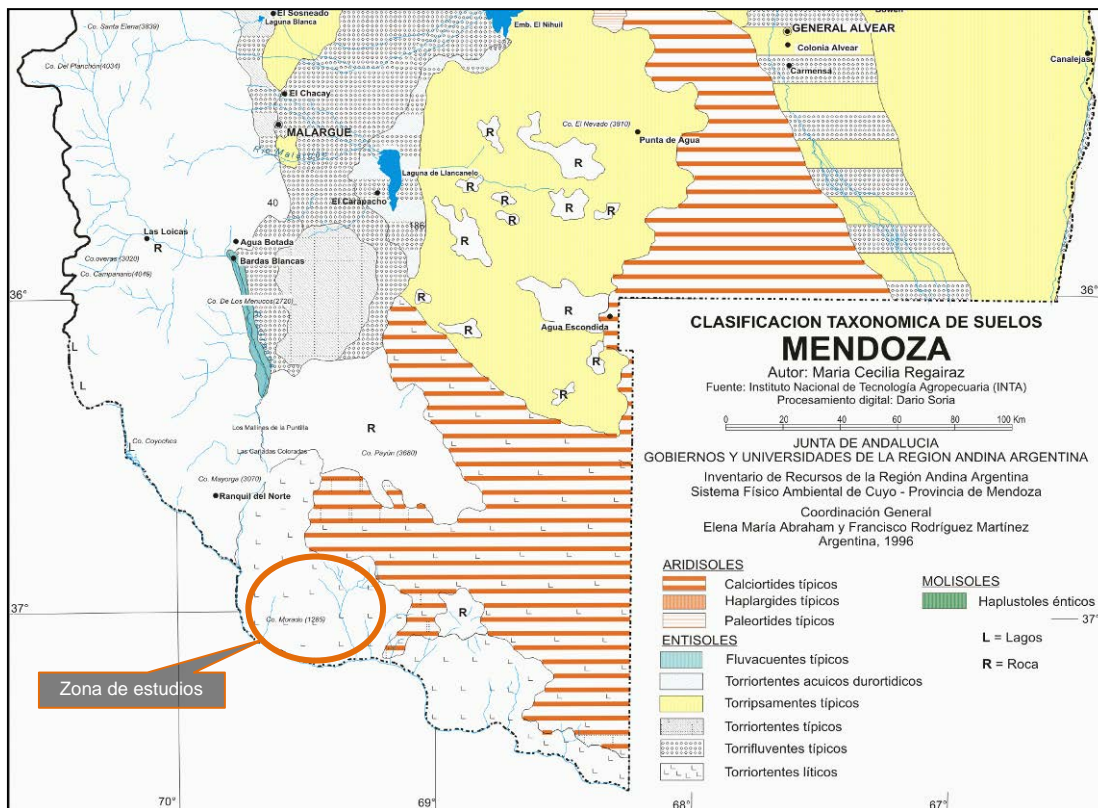 El Sosneado
Laguna Blanca
Emb. El Nihuil
Co. Santa Elena(3839)
GENERAL ALVEAR
Colonia Alvear
Co. Del Planchón(4034)
Carmensa
Canalejas
El Chacay
MALARGUE
Co. El Nevado (3810)
Punta de Agua
R
R
Laguna de Llancanelo
R
El Carapacho
R
R
R
R
40
186
Las Loicas
R
Agua Botada
R
Bardas Blancas
Co. Campanario(4049)
Co. De Los Menucos(2720)
R
R
36°
36°
Agua Escondida
R
R
R
L
L
L
Los Mallines de la Puntilla
R
Co. Coyochea
Las Cañadas Coloradas
Co. Payún (3680)
Co. Mayorga (3070)
Ranquil del Norte
37°
Co. Morado (1285)
R
Zona de estudios
CLASIFICACION TAXONOMICA DE SUELOS
MENDOZA
Autor: Maria Cecilia Regairaz
Fuente: Instituto Nacional de Tecnología Agropecuaria (INTA)
Procesamiento digital: Dario Soria
0 20 40 60 80 100 Km
JUNTA DE ANDALUCIA
GOBIERNOS Y UNIVERSIDADES DE LA REGION ANDINA ARGENTINA
Inventario de Recursos de la Región Andina Argentina
Sistema Físico Ambiental de Cuyo - Provincia de Mendoza
Coordinación General
Elena María Abraham y Francisco Rodríguez Martínez
Argentina, 1996
ARIDISOLES
Calciortides típicos
Haplargides típicos
Paleortides típicos
ENTISOLES
Fluvacuentes típicos
Torriortentes acuicos durortidicos
Torripsamentes típicos
Torriortentes típicos
Torrifluventes típicos
Torriortentes líticos
MOLISOLES
Haplustoles énticos
37°
L = Lagos
R = Roca
70°
69°
68°
67°